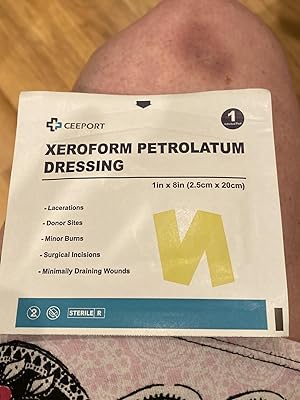 CEEPORT
1
XEROFORM PETROLATUM
DRESSING
1in x 8in (2.5cm x 20cm)
- Lacerations
- Donor Sites
- Minor Burns
- Surgical Incisions
- Minimally Draining Wounds
2
STERILE R